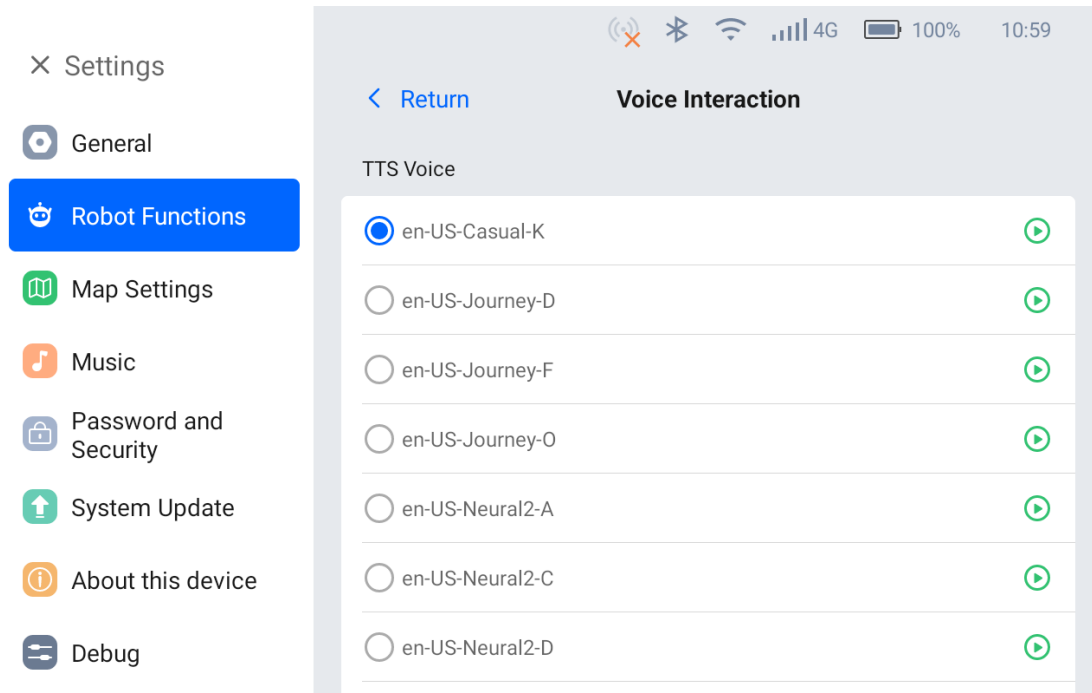 4G 100% 10:59
Settings
Return Voice Interaction
General
TTS Voice
Robot Functions
en-US-Casual-K
Map Settings
en-US-Journey-D
Music
en-US-Journey-F
Password and
Security
en-US-Journey-O
System Update
en-US-Neural2-A
About this device
en-US-Neural2-C
Debug
en-US-Neural2-D